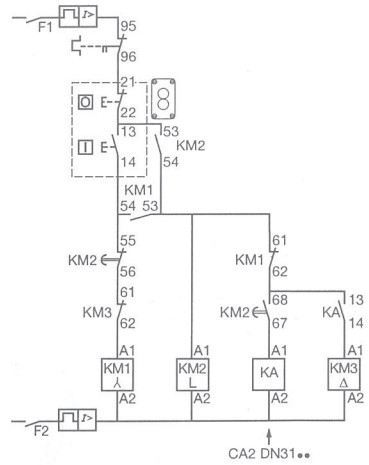 F1
I>
95
96
21
O
22
13
53
I
KM2
14
54
KM1
54 53
55
61
KM2
KM1
56
62
61
68
13
KM3
KM2
KA
62
67
14
A1
A1
A1
A1
KM1
KM2
KA
KM3
L
Δ
A2
A2
A2
A2
F2
I>
CA2 DN31••